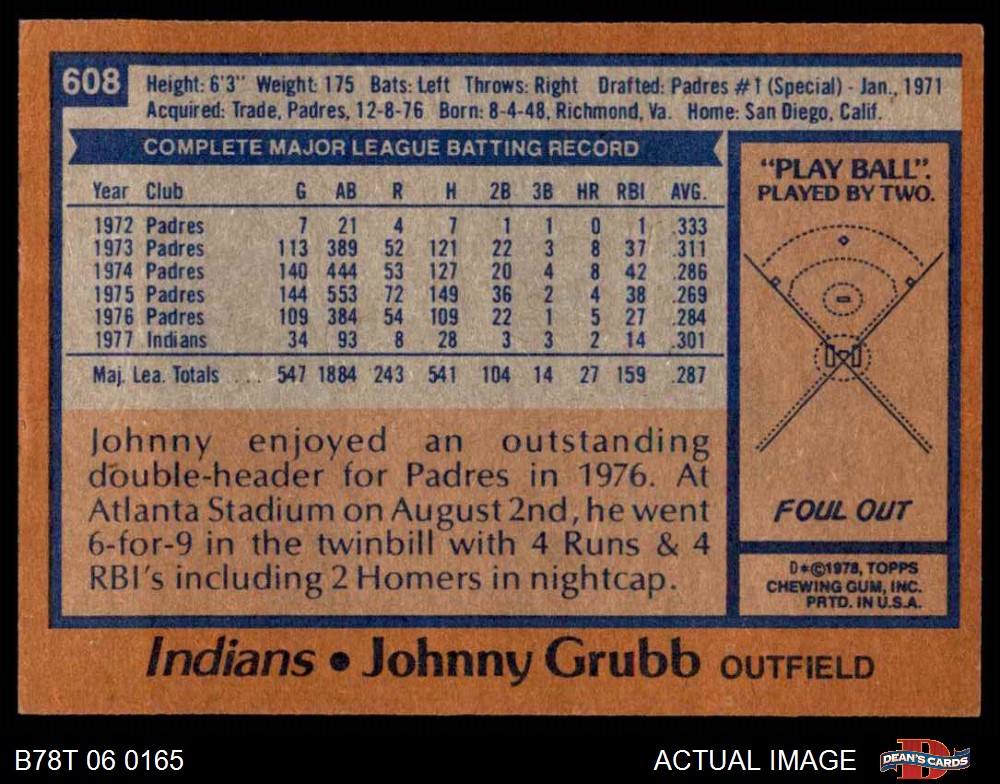 608
Height: 6'3" Weight: 175 Bats: Left Throws: Right Drafted: Padres #1 (Special) - Jan., 1971
Acquired: Trade, Padres, 12-8-76 Born: 8-4-48, Richmond, Va. Home: San Diego, Calif.
COMPLETE MAJOR LEAGUE BATTING RECORD
Year Club G AB R H 2B 3B HR RBI AVG.
1972 Padres 7 21 4 7 1 1 0 1 .333
1973 Padres 113 389 52 121 22 3 8 37 .311
1974 Padres 140 444 53 127 20 4 8 42 .286
1975 Padres 144 553 72 149 36 2 4 38 .269
1976 Padres 109 384 54 109 22 1 5 27 .284
1977 Indians 34 93 8 28 3 3 2 14 .301
Maj. Lea. Totals .... 547 1884 243 541 104 14 27 159 .287
Johnny enjoyed an outstanding
double-header for Padres in 1976. At
Atlanta Stadium on August 2nd, he went
6-for-9 in the twinbill with 4 Runs & 4
RBI's including 2 Homers in nightcap.
"PLAY BALL".
PLAYED BY TWO.
FOUL OUT
D*©1978, TOPPS
CHEWING GUM, INC.
PRTD. IN U.S.A.
Indians • Johnny Grubb OUTFIELD
B78T 06 0165
ACTUAL IMAGE
DEAN'S CARDS